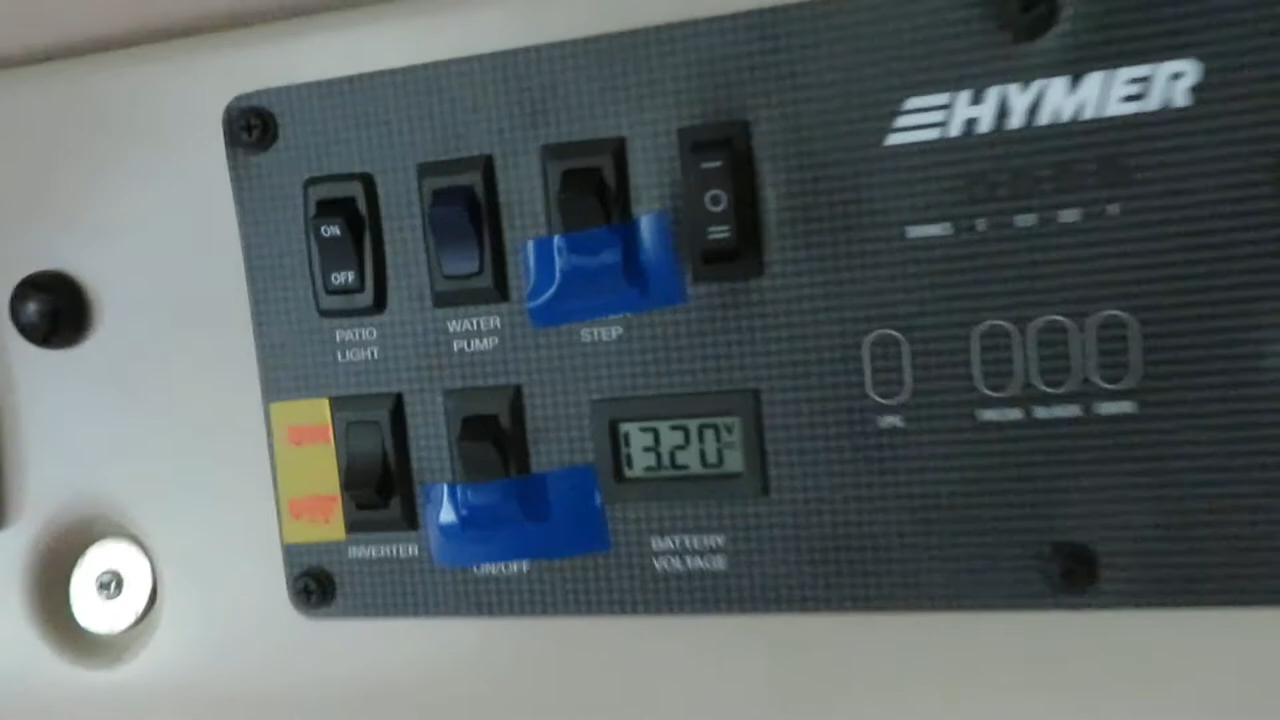 HYMER
ON
OFF
PATIO
LIGHT
WATER
PUMP
STEP
13.20 V
INVERTER
ON/OFF
BATTERY
VOLTAGE